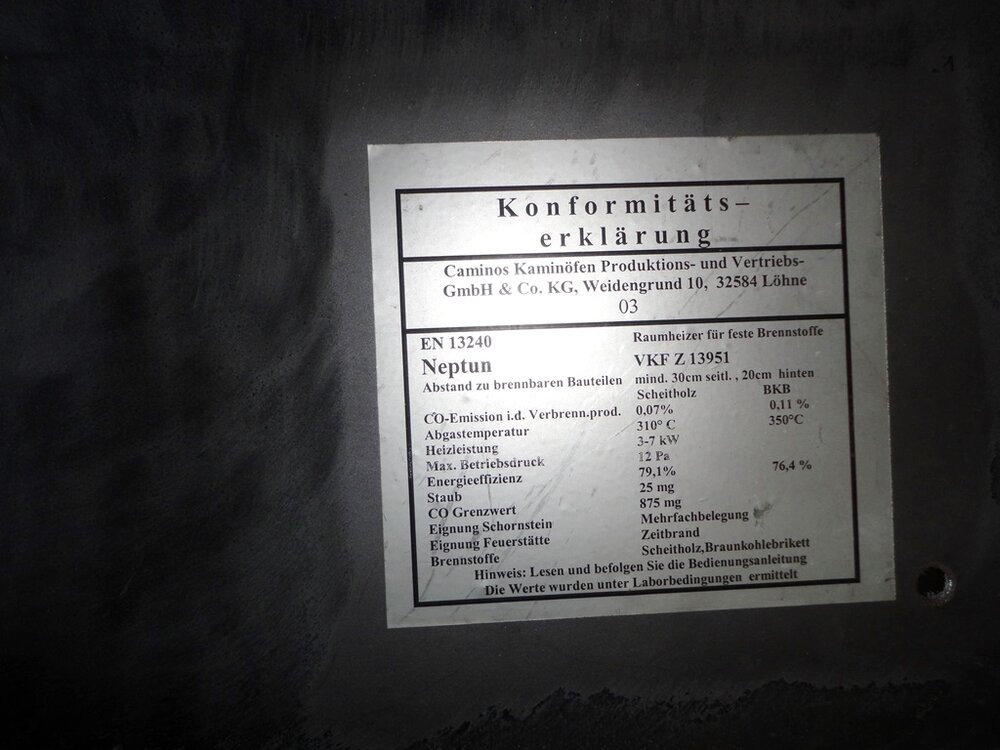 Konformitäts–
erklärung
Caminos Kaminöfen Produktions- und Vertriebs-
GmbH & Co. KG, Weidengrund 10, 32584 Löhne
03
EN 13240 Raumheizer für feste Brennstoffe
Neptun VKF Z 13951
Abstand zu brennbaren Bauteilen mind. 30cm seitl. , 20cm hinten
Scheitholz BKB
CO-Emission i.d. Verbrenn.prod. 0,07% 0,11 %
Abgastemperatur 310° C 350°C
Heizleistung 3-7 kW
Max. Betriebsdruck 12 Pa
Energieeffizienz 79,1% 76,4 %
Staub 25 mg
CO Grenzwert 875 mg
Eignung Schornstein Mehrfachbelegung
Eignung Feuerstätte Zeitbrand
Brennstoffe Scheitholz,Braunkohlebrikett
Hinweis: Lesen und befolgen Sie die Bedienungsanleitung
Die Werte wurden unter Laborbedingungen ermittelt